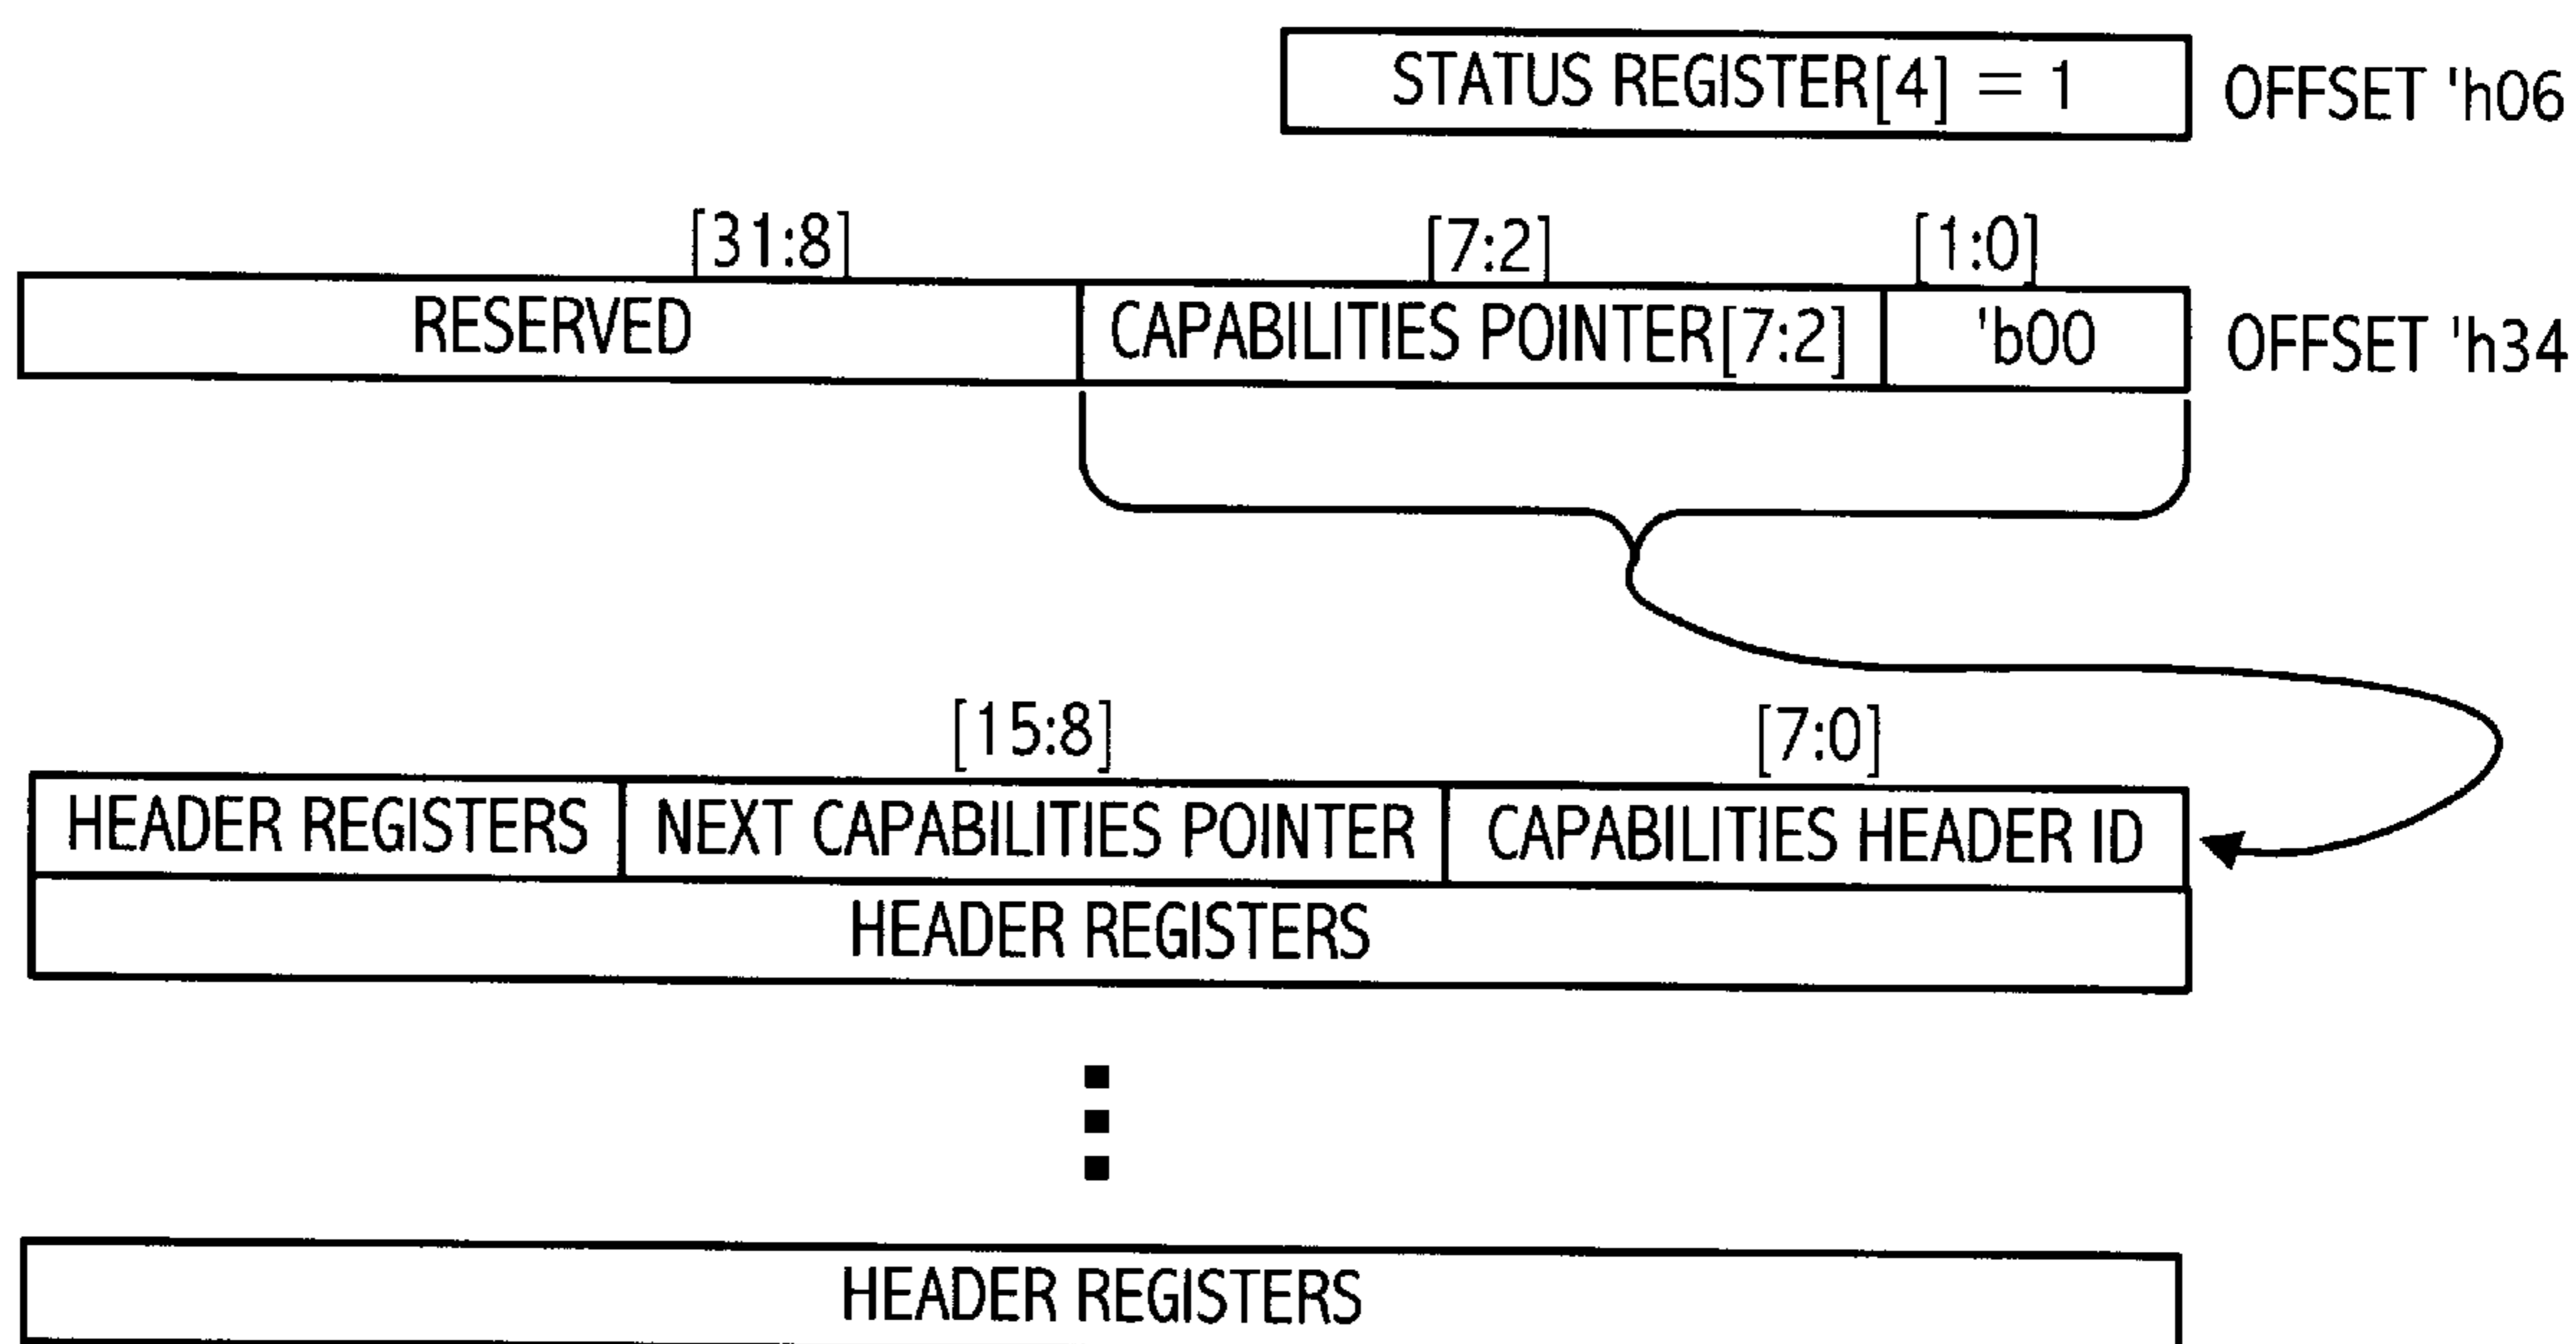 STATUS REGISTER[4] = 1 OFFSET 'h06
[31:8] [7:2] [1:0]
RESERVED CAPABILITIES POINTER[7:2] 'b00 OFFSET 'h34
[15:8] [7:0]
HEADER REGISTERS NEXT CAPABILITIES POINTER CAPABILITIES HEADER ID
HEADER REGISTERS
HEADER REGISTERS